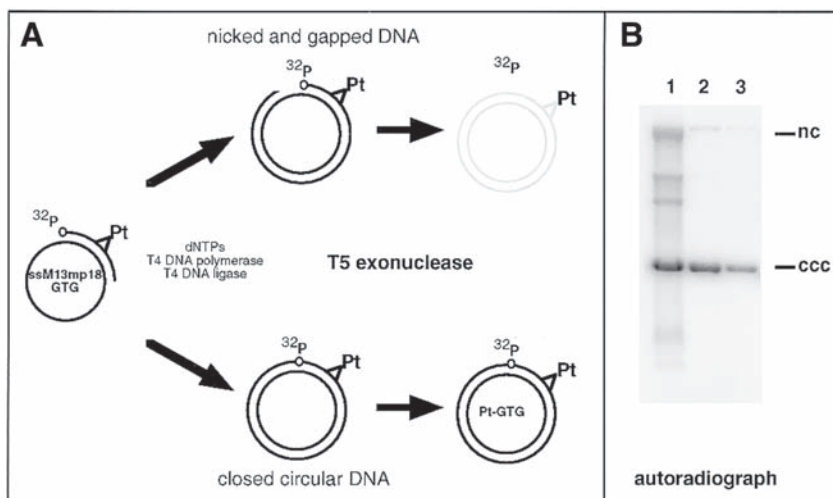 A
nicked and gapped DNA
32P
Pt
32P
Pt
32P
Pt
ssM13mp18
GTG
dNTPs
T4 DNA polymerase
T4 DNA ligase
T5 exonuclease
32P
Pt
32P
Pt
Pt-GTG
closed circular DNA
B
1 2 3
nc
ccc
autoradiograph